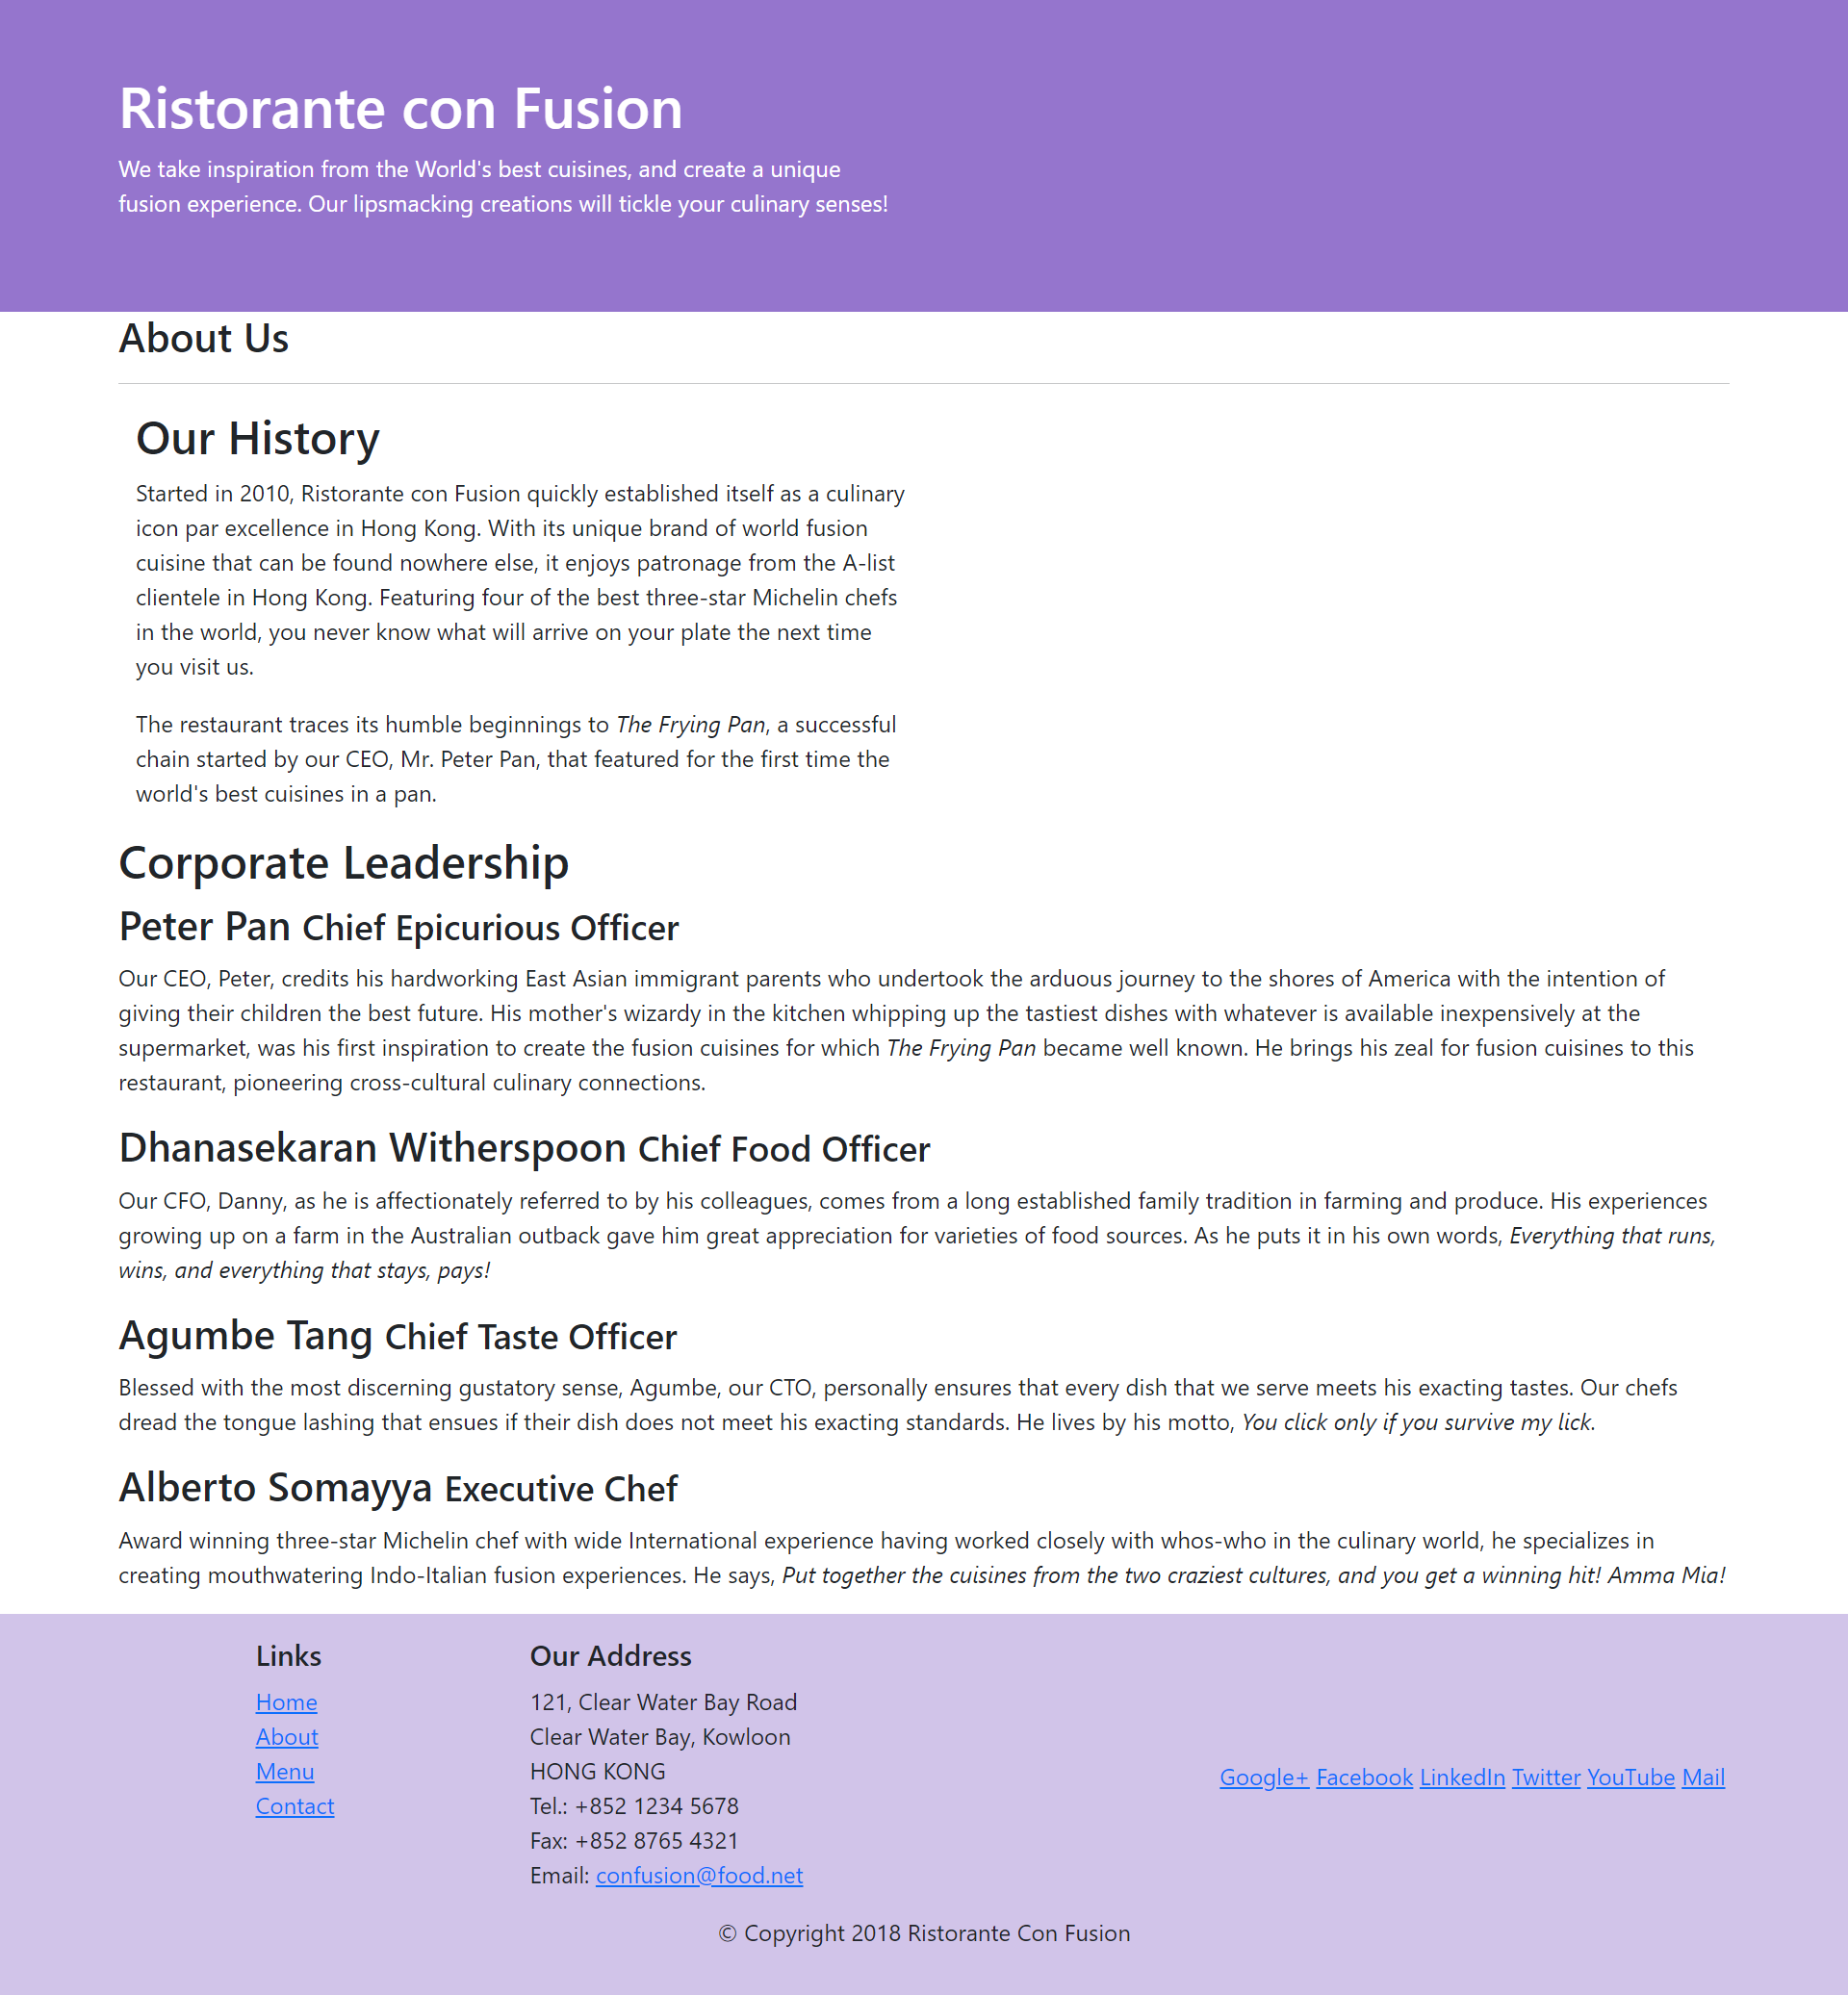 Ristorante con Fusion
We take inspiration from the World's best cuisines, and create a unique
fusion experience. Our lipsmacking creations will tickle your culinary senses!
About Us
Our History
Started in 2010, Ristorante con Fusion quickly established itself as a culinary
icon par excellence in Hong Kong. With its unique brand of world fusion
cuisine that can be found nowhere else, it enjoys patronage from the A-list
clientele in Hong Kong. Featuring four of the best three-star Michelin chefs
in the world, you never know what will arrive on your plate the next time
you visit us.
The restaurant traces its humble beginnings to The Frying Pan, a successful
chain started by our CEO, Mr. Peter Pan, that featured for the first time the
world's best cuisines in a pan.
Corporate Leadership
Peter Pan Chief Epicurious Officer
Our CEO, Peter, credits his hardworking East Asian immigrant parents who undertook the arduous journey to the shores of America with the intention of
giving their children the best future. His mother's wizardy in the kitchen whipping up the tastiest dishes with whatever is available inexpensively at the
supermarket, was his first inspiration to create the fusion cuisines for which The Frying Pan became well known. He brings his zeal for fusion cuisines to this
restaurant, pioneering cross-cultural culinary connections.
Dhanasekaran Witherspoon Chief Food Officer
Our CFO, Danny, as he is affectionately referred to by his colleagues, comes from a long established family tradition in farming and produce. His experiences
growing up on a farm in the Australian outback gave him great appreciation for varieties of food sources. As he puts it in his own words, Everything that runs,
wins, and everything that stays, pays!
Agumbe Tang Chief Taste Officer
Blessed with the most discerning gustatory sense, Agumbe, our CTO, personally ensures that every dish that we serve meets his exacting tastes. Our chefs
dread the tongue lashing that ensues if their dish does not meet his exacting standards. He lives by his motto, You click only if you survive my lick.
Alberto Somayya Executive Chef
Award winning three-star Michelin chef with wide International experience having worked closely with whos-who in the culinary world, he specializes in
creating mouthwatering Indo-Italian fusion experiences. He says, Put together the cuisines from the two craziest cultures, and you get a winning hit! Amma Mia!
Links
Home
About
Menu
Contact
Our Address
121, Clear Water Bay Road
Clear Water Bay, Kowloon
HONG KONG
Tel.: +852 1234 5678
Fax: +852 8765 4321
Email: confusion@food.net
Google+ Facebook LinkedIn Twitter YouTube Mail
© Copyright 2018 Ristorante Con Fusion